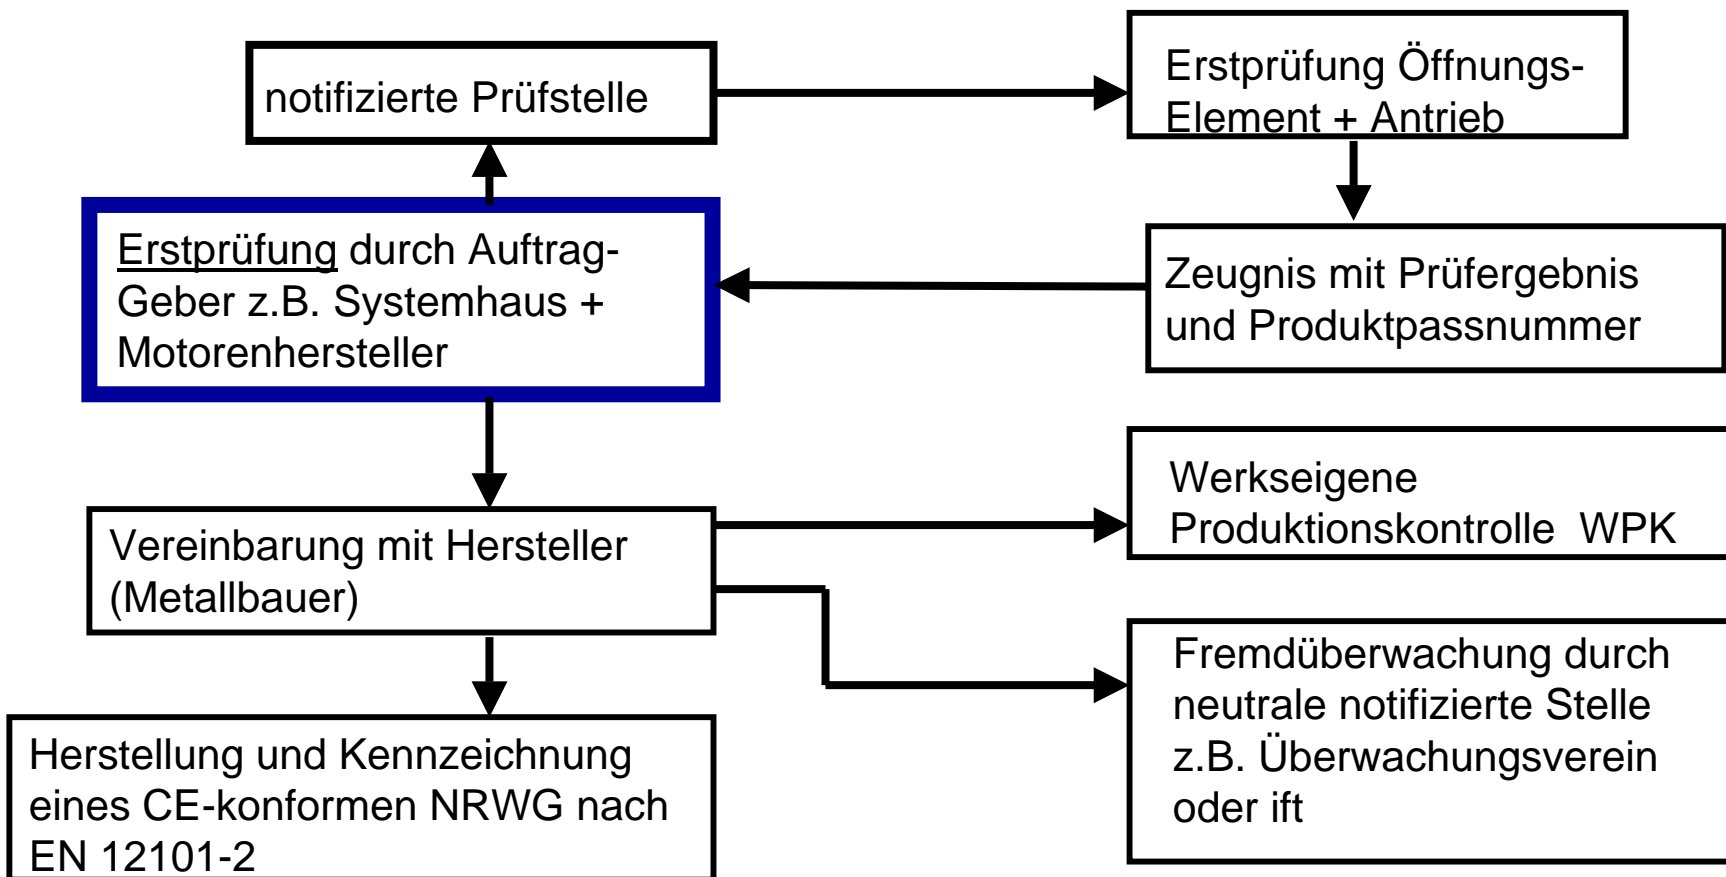 notifizierte Prüfstelle
Erstprüfung Öffnungs-
Element + Antrieb
Erstprüfung durch Auftrag-
Geber z.B. Systemhaus +
Motorenhersteller
Zeugnis mit Prüfergebnis
und Produktpassnummer
Vereinbarung mit Hersteller
(Metallbauer)
Werkseigene
Produktionskontrolle WPK
Fremdüberwachung durch
neutrale notifizierte Stelle
z.B. Überwachungsverein
oder ift
Herstellung und Kennzeichnung
eines CE-konformen NRWG nach
EN 12101-2